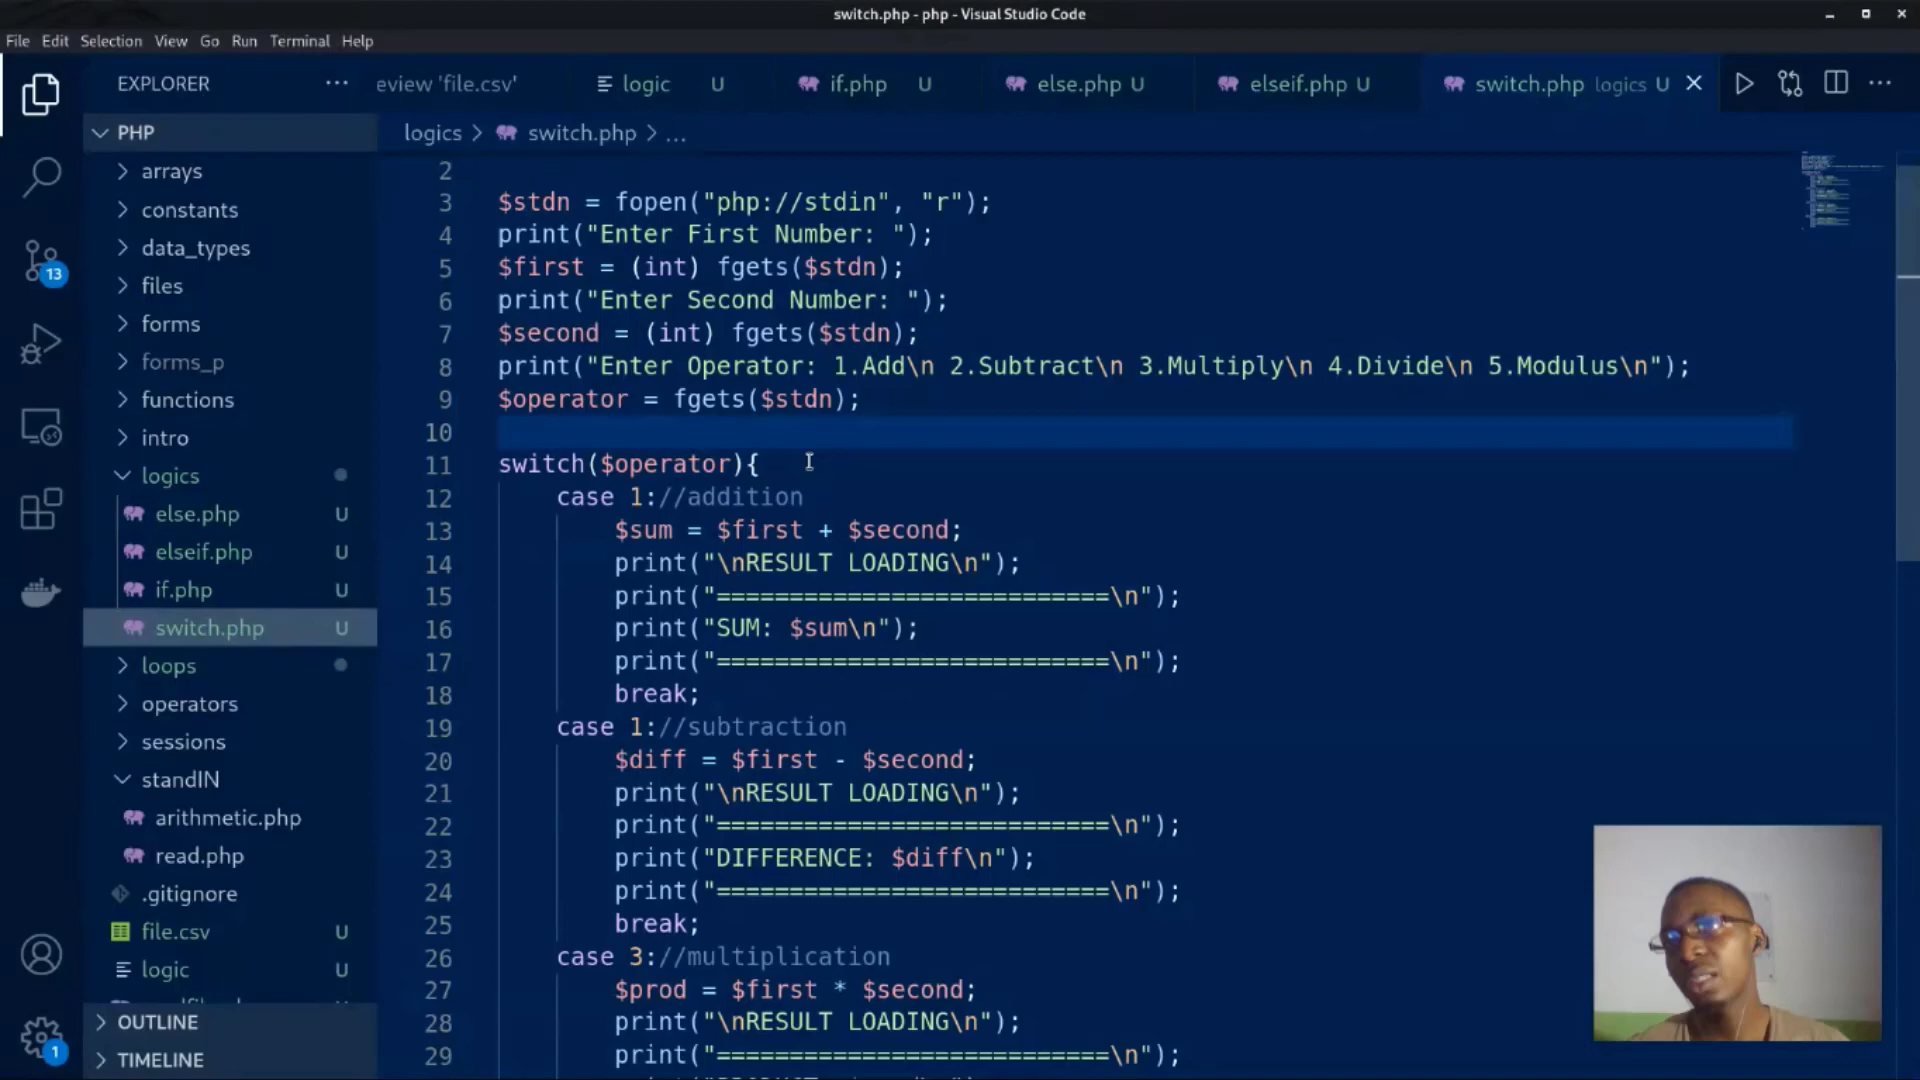 switch.php - php - Visual Studio Code
File Edit Selection View Go Run Terminal Help
EXPLORER
eview 'file.csv'
logic U
if.php U
else.php U
elseif.php U
switch.php logics U
PHP
logics > switch.php > ...
arrays
constants
data_types
files
forms
forms_p
functions
intro
logics
else.php U
elseif.php U
if.php U
switch.php U
loops
operators
sessions
standIN
arithmetic.php
read.php
.gitignore
file.csv U
logic U
OUTLINE
TIMELINE
13
1
2
3 $stdn = fopen("php://stdin", "r");
4 print("Enter First Number: ");
5 $first = (int) fgets($stdn);
6 print("Enter Second Number: ");
7 $second = (int) fgets($stdn);
8 print("Enter Operator: 1.Add\n 2.Subtract\n 3.Multiply\n 4.Divide\n 5.Modulus\n");
9 $operator = fgets($stdn);
10
11 switch($operator){
12 case 1://addition
13 $sum = $first + $second;
14 print("\nRESULT LOADING\n");
15 print("===========================\n");
16 print("SUM: $sum\n");
17 print("===========================\n");
18 break;
19 case 1://subtraction
20 $diff = $first - $second;
21 print("\nRESULT LOADING\n");
22 print("===========================\n");
23 print("DIFFERENCE: $diff\n");
24 print("===========================\n");
25 break;
26 case 3://multiplication
27 $prod = $first * $second;
28 print("\nRESULT LOADING\n");
29 print("===========================\n");